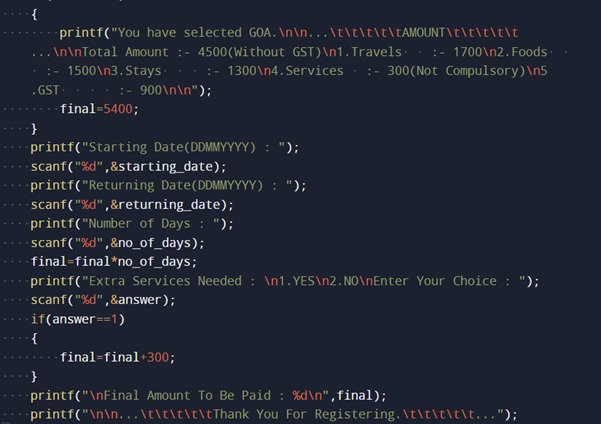 {
printf("You have selected GOA.\n\n...\t\t\t\t\tAMOUNT\t\t\t\t\t
...\n\nTotal Amount :- 4500(Without GST)\n1.Travels   :- 1700\n2.Foods
:- 1500\n3.Stays    :- 1300\n4.Services  :- 300(Not Compulsory)\n5
.GST     :- 900\n\n");
final=5400;
}
printf("Starting Date(DDMMYYYY) : ");
scanf("%d",&starting_date);
printf("Returning Date(DDMMYYYY) : ");
scanf("%d",&returning_date);
printf("Number of Days : ");
scanf("%d",&no_of_days);
final=final*no_of_days;
printf("Extra Services Needed : \n1.YES\n2.NO\nEnter Your Choice : ");
scanf("%d",&answer);
if(answer==1)
{
final=final+300;
}
printf("\nFinal Amount To Be Paid : %d\n",final);
printf("\n\n...\t\t\t\t\tThank You For Registering.\t\t\t\t\t...");